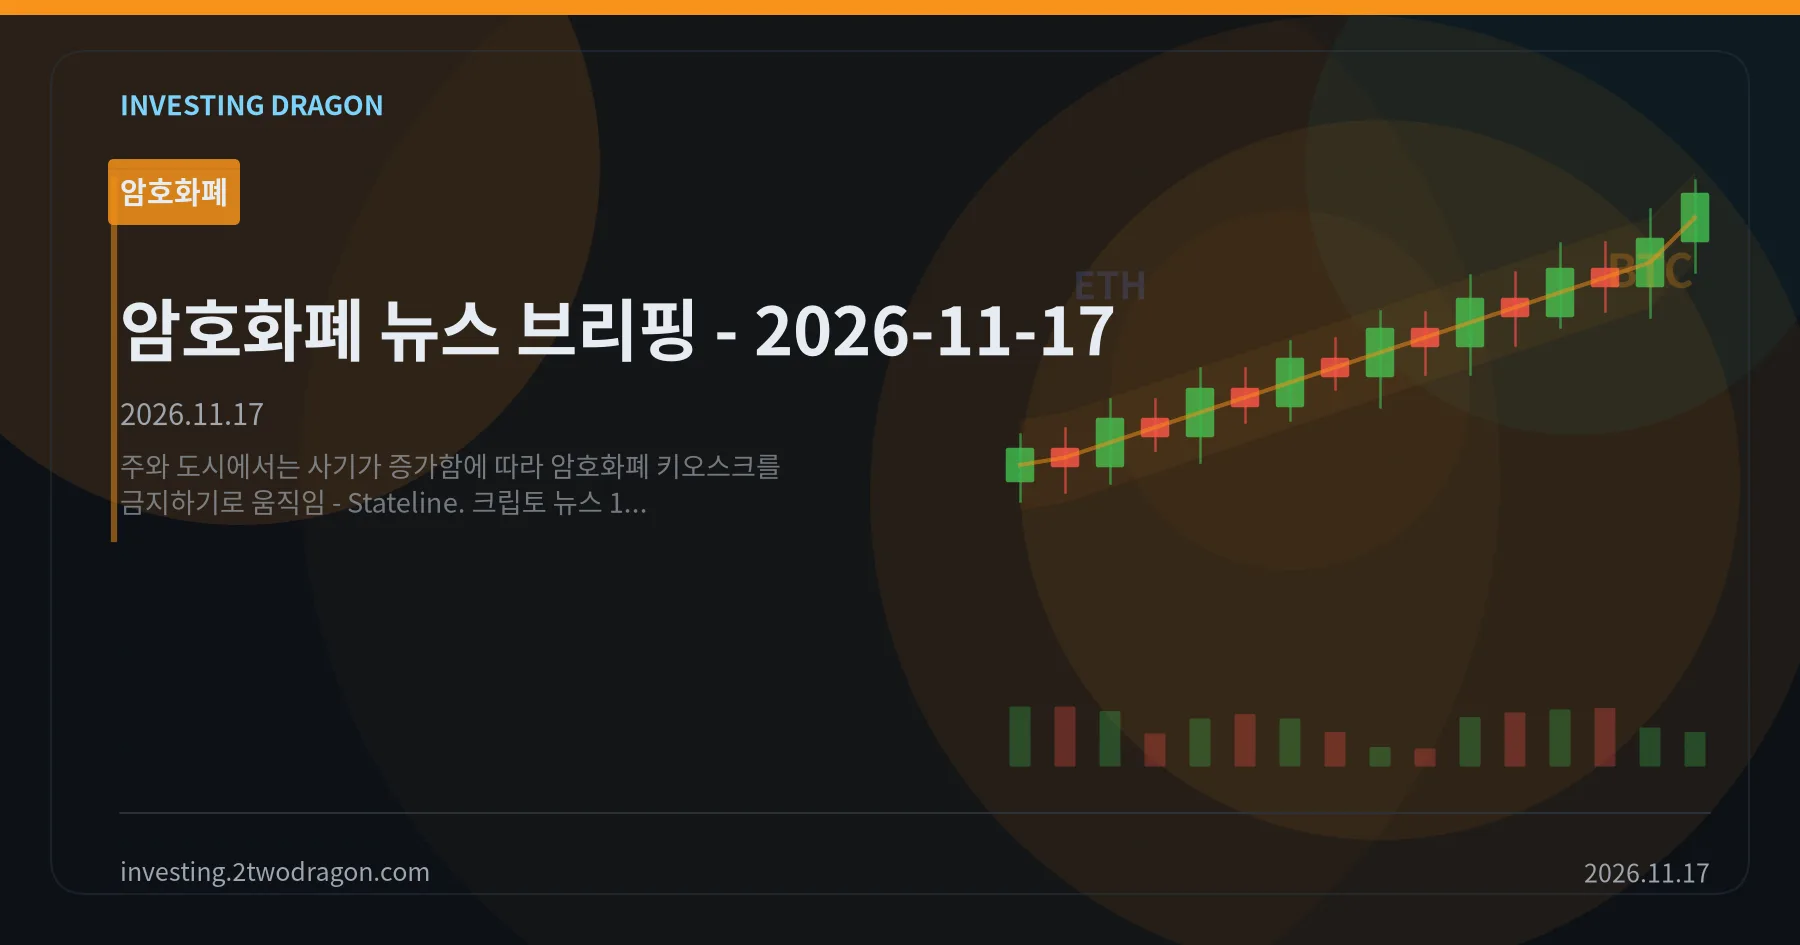 INVESTING DRAGON
암호화폐
암호화폐 뉴스 브리핑 - 2026-11-17
2026.11.17
주와 도시에서는 사기가 증가함에 따라 암호화폐 키오스크를
금지하기로 움직임 - Stateline. 크립토 뉴스 1...
ETH
BTC
investing.2twodragon.com
2026.11.17